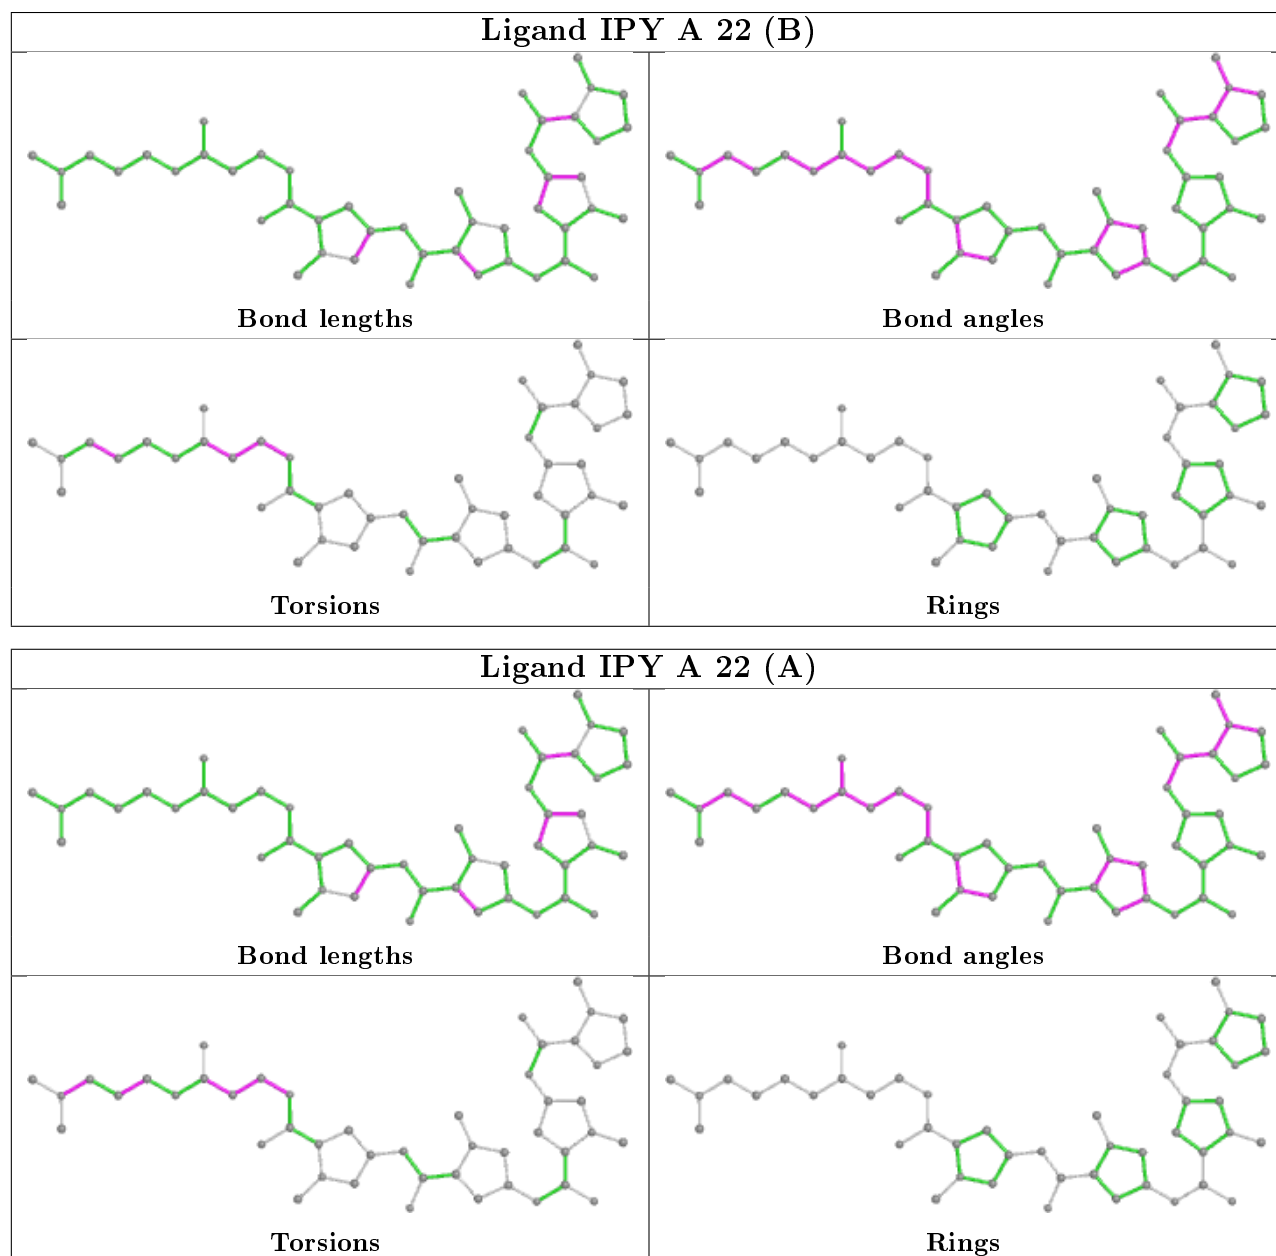 Ligand IPY A 22 (B)
Bond lengths
Bond angles
Torsions
Rings
Ligand IPY A 22 (A)
Bond lengths
Bond angles
Torsions
Rings